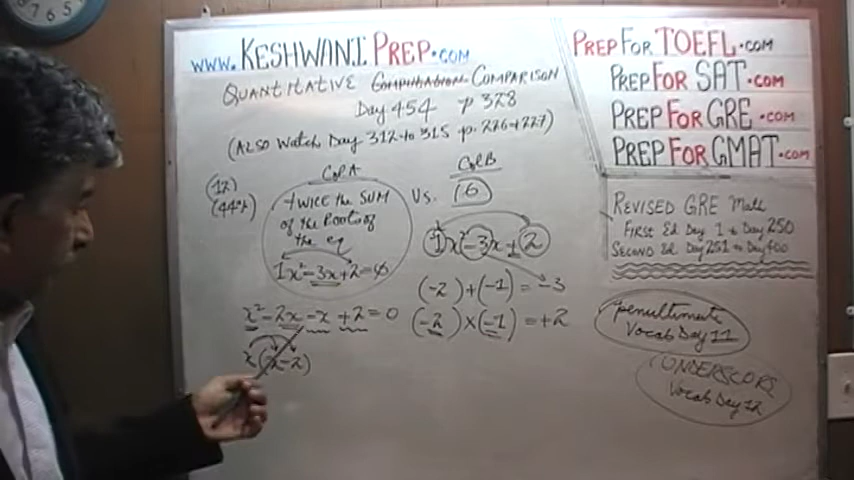 www.KESHWANIPREP.COM
QUANTITATIVE COMPARISON
Day 454 p 328
(ALSO WATCH DAY 312 to 315 p. 226+227)
PREPFORTOEFL.COM
PREPFORSAT.COM
PREPFORGRE.COM
PREPFORGMAT.COM
Col A
Col B
(12)
(44%)
TWICE THE SUM
OF THE ROOTS OF
THE eq
1x²-3x+2=0
VS.
6
1x²-3x+2
(-2)+(-1)=-3
(-2)×(-1)=+2
x²-2x-x+2=0
x(x-2)
REVISED GRE Math
FIRST Ed. Day 1 to Day 250
SECOND Ed. Day 251 to Day 600
penultimate
Vocab Day 11
UNDERSCORE
Vocab Day 12
7 6 5